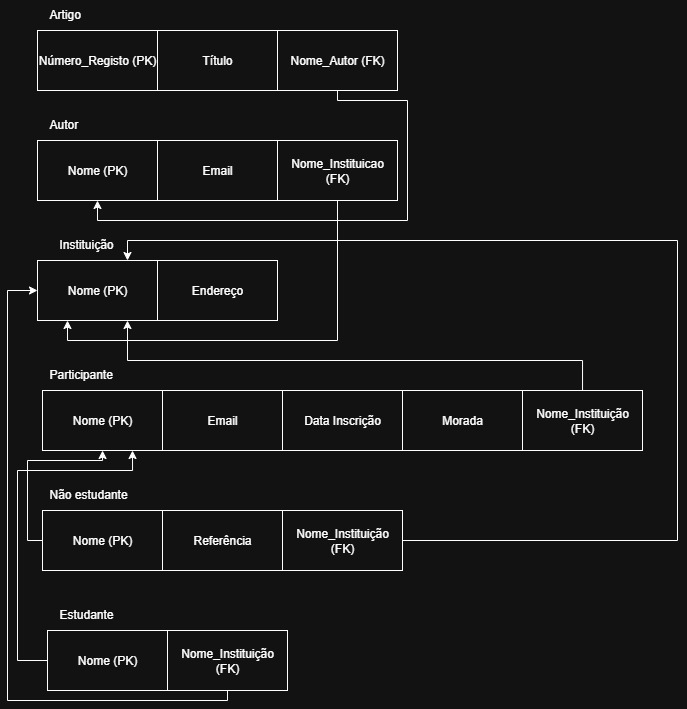 Artigo
Número_Registo (PK)
Título
Nome_Autor (FK)
Autor
Nome (PK)
Email
Nome_Instituicao
(FK)
Instituição
Nome (PK)
Endereço
Participante
Nome (PK)
Email
Data Inscrição
Morada
Nome_Instituição
(FK)
Não estudante
Nome (PK)
Referência
Nome_Instituição
(FK)
Estudante
Nome (PK)
Nome_Instituição
(FK)